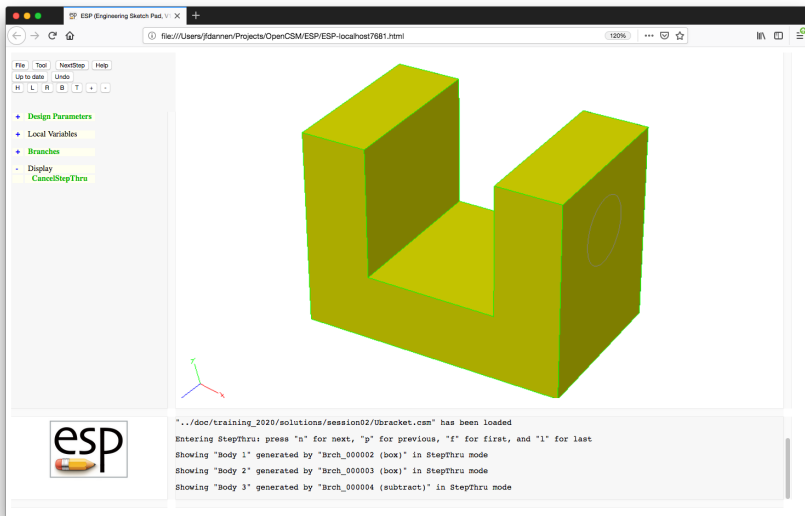 ESP (Engineering Sketch Pad, V1
file:///Users/jfdannen/Projects/OpenCSM/ESP/ESP-localhost7681.html
120%
File Tool NextStep Help
Up to date Undo
H L R B T + -
+ Design Parameters
+ Local Variables
+ Branches
- Display
CancelStepThru
Y
X
esp
"../doc/training_2020/solutions/session02/Ubracket.csm" has been loaded
Entering StepThru: press "n" for next, "p" for previous, "f" for first, and "l" for last
Showing "Body 1" generated by "Brch_000002 (box)" in StepThru mode
Showing "Body 2" generated by "Brch_000003 (box)" in StepThru mode
Showing "Body 3" generated by "Brch_000004 (subtract)" in StepThru mode